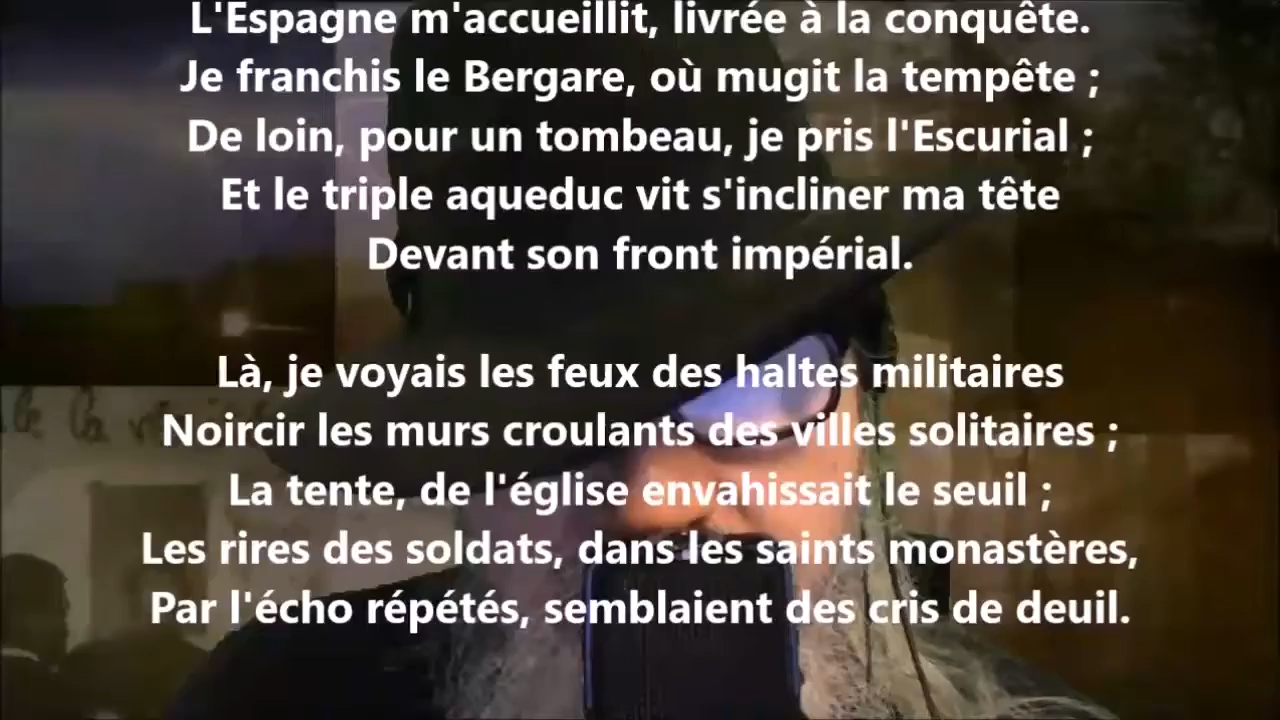 L'Espagne m'accueillit, livrée à la conquête.
Je franchis le Bergare, où mugit la tempête ;
De loin, pour un tombeau, je pris l'Escurial ;
Et le triple aqueduc vit s'incliner ma tête
Devant son front impérial.
Là, je voyais les feux des haltes militaires
Noircir les murs croulants des villes solitaires ;
La tente, de l'église envahissait le seuil ;
Les rires des soldats, dans les saints monastères,
Par l'écho répétés, semblaient des cris de deuil.
de la